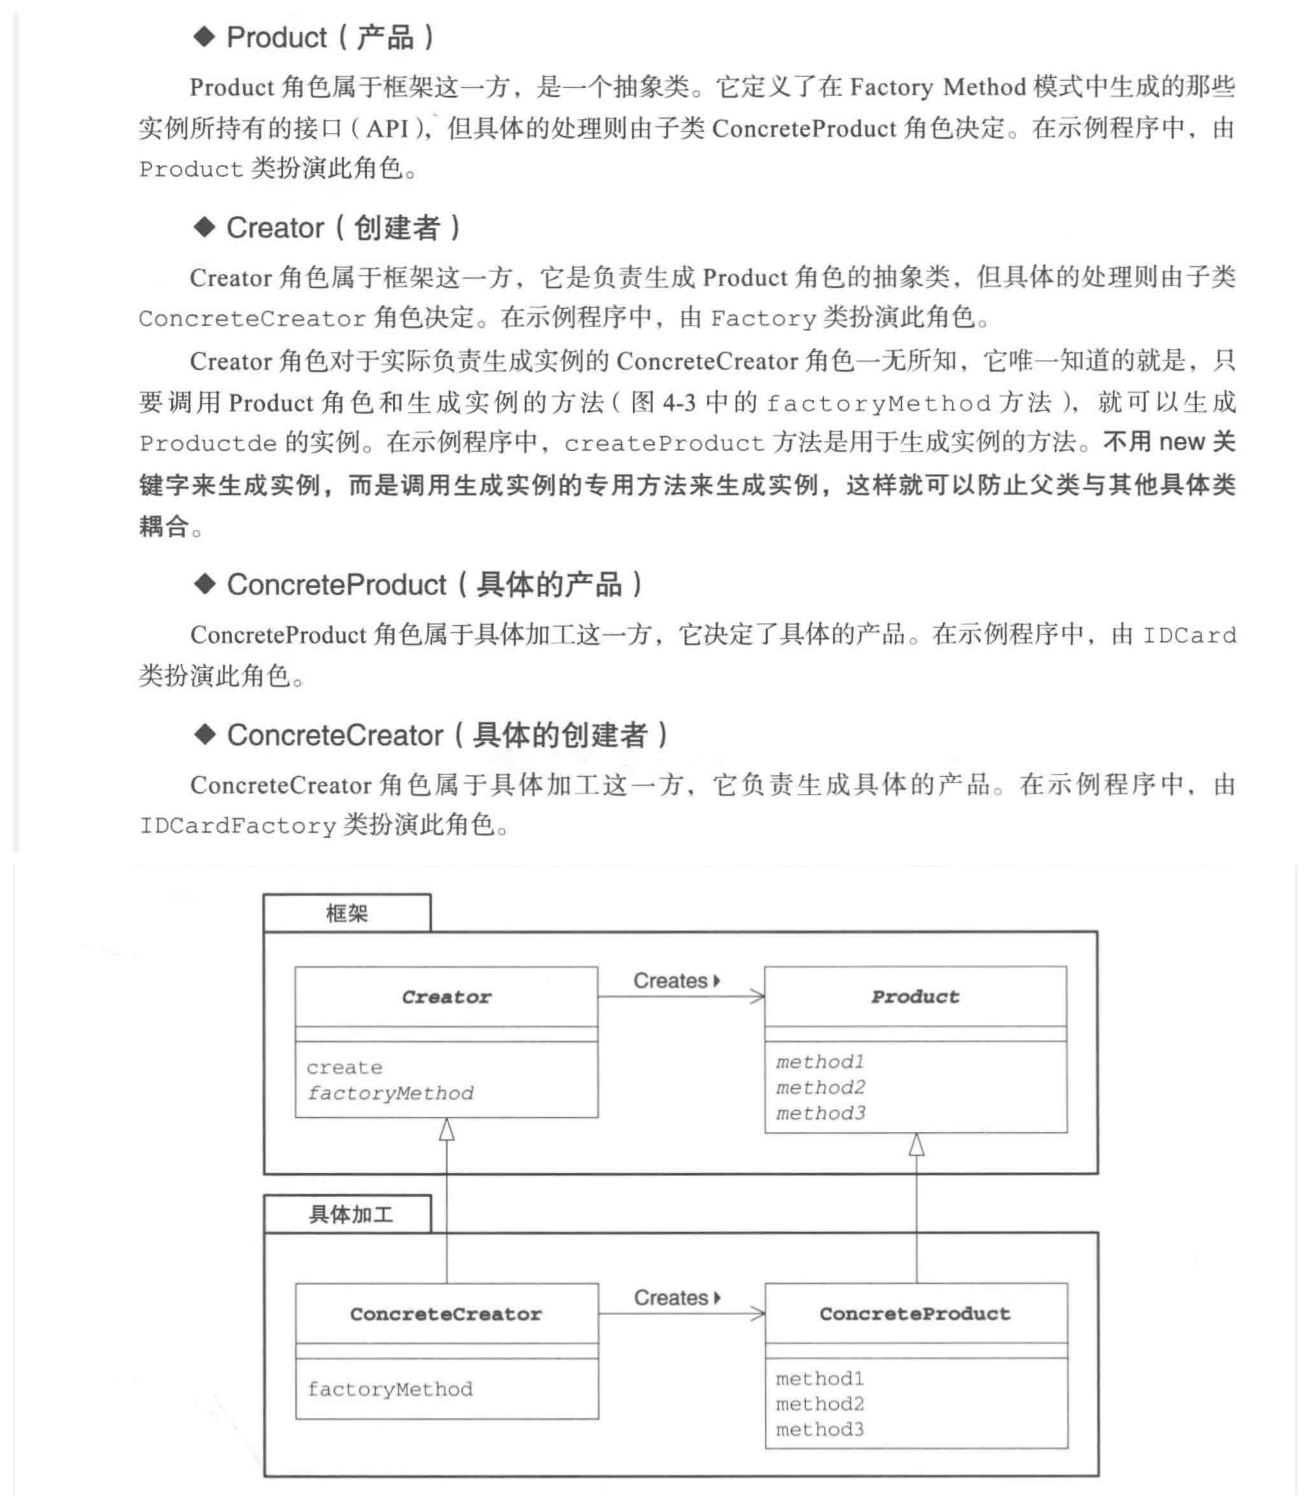 ◆ Product（产品）
Product 角色属于框架这一方，是一个抽象类。它定义了在 Factory Method 模式中生成的那些
实例所持有的接口（API），但具体的处理则由子类 ConcreteProduct 角色决定。在示例程序中，由
Product 类扮演此角色。
◆ Creator（创建者）
Creator 角色属于框架这一方，它是负责生成 Product 角色的抽象类，但具体的处理则由子类
ConcreteCreator 角色决定。在示例程序中，由 Factory 类扮演此角色。
Creator 角色对于实际负责生成实例的 ConcreteCreator 角色一无所知，它唯一知道的就是，只
要调用 Product 角色和生成实例的方法（图 4-3 中的 factoryMethod 方法），就可以生成
Productde 的实例。在示例程序中，createProduct 方法是用于生成实例的方法。不用 new 关
键字来生成实例，而是调用生成实例的专用方法来生成实例，这样就可以防止父类与其他具体类
耦合。
◆ ConcreteProduct（具体的产品）
ConcreteProduct 角色属于具体加工这一方，它决定了具体的产品。在示例程序中，由 IDCard
类扮演此角色。
◆ ConcreteCreator（具体的创建者）
ConcreteCreator 角色属于具体加工这一方，它负责生成具体的产品。在示例程序中，由
IDCardFactory 类扮演此角色。
框架
Creator
create
factoryMethod
Creates
Product
method1
method2
method3
具体加工
ConcreteCreator
factoryMethod
Creates
ConcreteProduct
method1
method2
method3